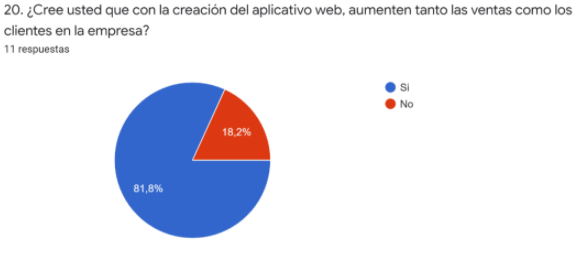 20. ¿Cree usted que con la creación del aplicativo web, aumenten tanto las ventas como los
clientes en la empresa?
11 respuestas
Si
No
18,2%
81,8%